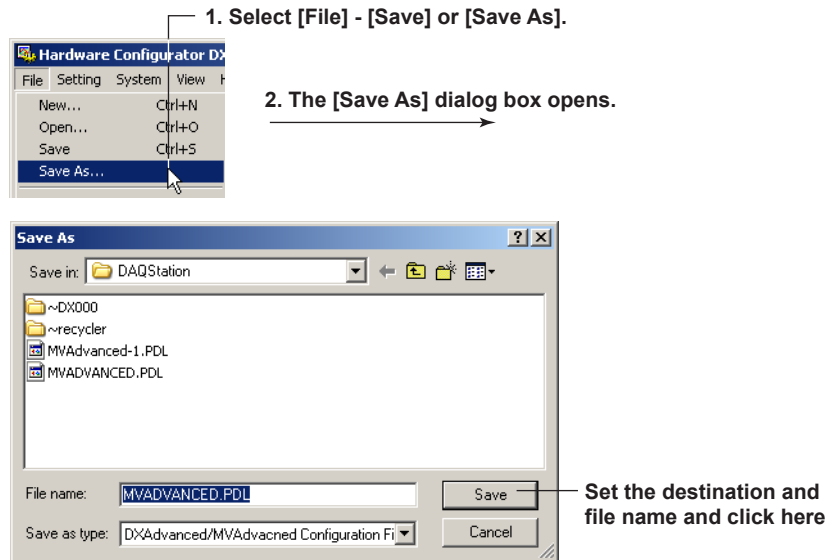 1. Select [File] - [Save] or [Save As].
Hardware Configurator DX
File Setting System View H
New... Ctrl+N
Open... Ctrl+O
Save Ctrl+S
Save As...
2. The [Save As] dialog box opens.
Save As
Save in: DAQStation
~DX000
~recycler
MVAdvanced-1.PDL
MVADVANCED.PDL
File name: MVADVANCED.PDL Save
Save as type: DXAdvanced/MVAdvacned Configuration Fi Cancel
Set the destination and
file name and click here